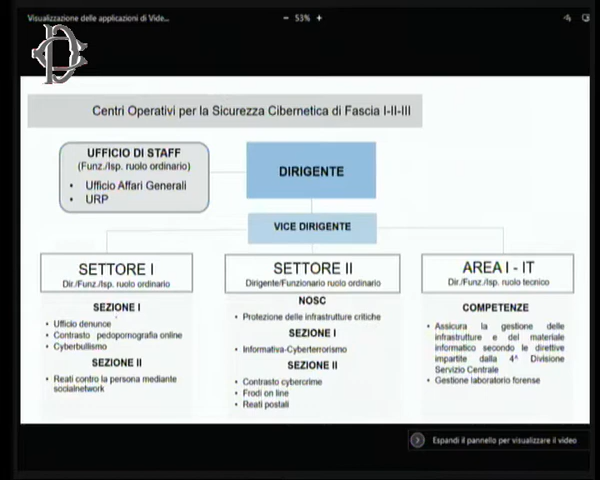 Visualizzazione delle applicazioni di Vide...
− 53% +
Centri Operativi per la Sicurezza Cibernetica di Fascia I-II-III
UFFICIO DI STAFF
(Funz./Isp. ruolo ordinario)
• Ufficio Affari Generali
• URP
DIRIGENTE
VICE DIRIGENTE
SETTORE I
Dir./Funz./Isp. ruolo ordinario
SEZIONE I
• Ufficio denunce
• Contrasto pedopornografia online
• Cyberbullismo
SEZIONE II
• Reati contro la persona mediante
socialnetwork
SETTORE II
Dirigente/Funzionario ruolo ordinario
NOSC
• Protezione delle infrastrutture critiche
SEZIONE I
• Informativa-Cyberterrorismo
SEZIONE II
• Contrasto cybercrime
• Frodi on line
• Reati postali
AREA I - IT
Dir./Funz./Isp. ruolo tecnico
COMPETENZE
• Assicura la gestione delle
infrastrutture e del materiale
informatico secondo le direttive
impartite dalla 4^ Divisione
Servizio Centrale
• Gestione laboratorio forense
Espandi il pannello per visualizzare il video